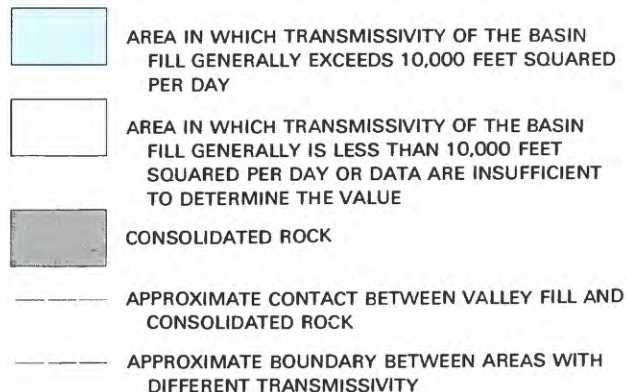 AREA IN WHICH TRANSMISSIVITY OF THE BASIN
FILL GENERALLY EXCEEDS 10,000 FEET SQUARED
PER DAY
AREA IN WHICH TRANSMISSIVITY OF THE BASIN
FILL GENERALLY IS LESS THAN 10,000 FEET
SQUARED PER DAY OR DATA ARE INSUFFICIENT
TO DETERMINE THE VALUE
CONSOLIDATED ROCK
APPROXIMATE CONTACT BETWEEN VALLEY FILL AND
CONSOLIDATED ROCK
APPROXIMATE BOUNDARY BETWEEN AREAS WITH
DIFFERENT TRANSMISSIVITY